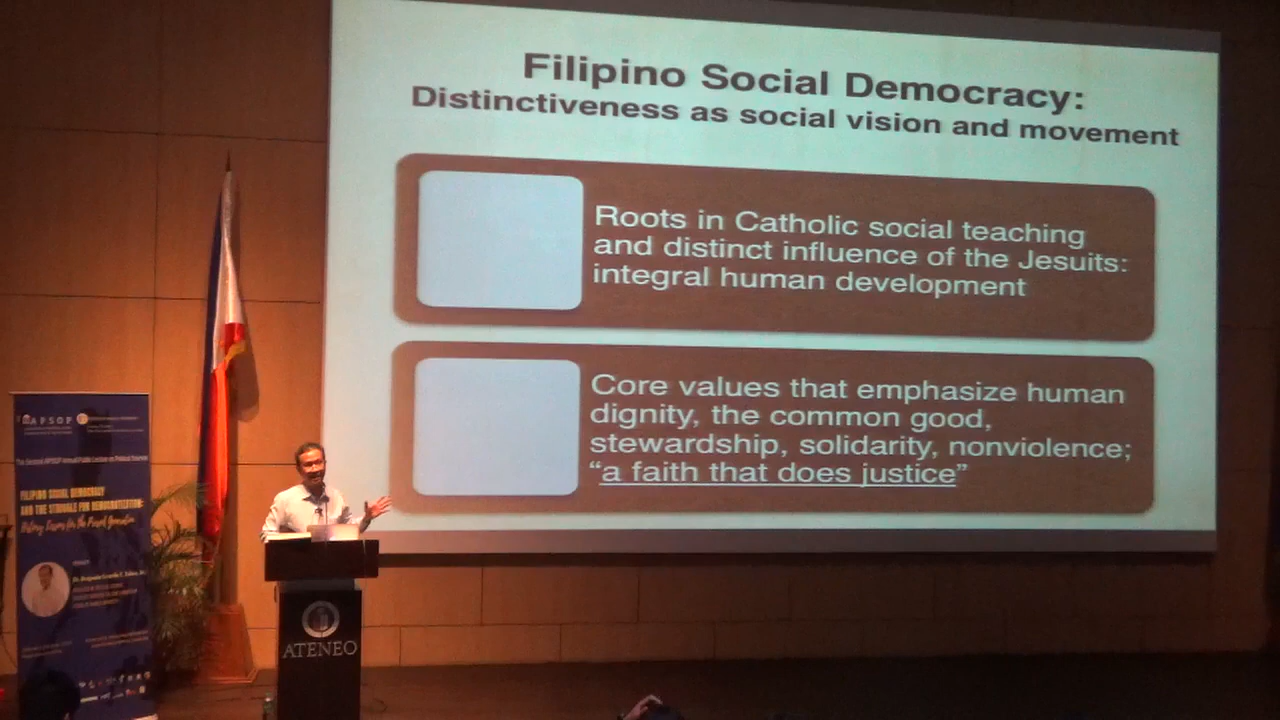 Filipino Social Democracy:
Distinctiveness as social vision and movement
Roots in Catholic social teaching
and distinct influence of the Jesuits:
integral human development
Core values that emphasize human
dignity, the common good,
stewardship, solidarity, nonviolence;
“a faith that does justice”
APSOP
FILIPINO SOCIAL DEMOCRACY
AND THE STRUGGLE FOR DEMOCRATIZATION:
ATENEO